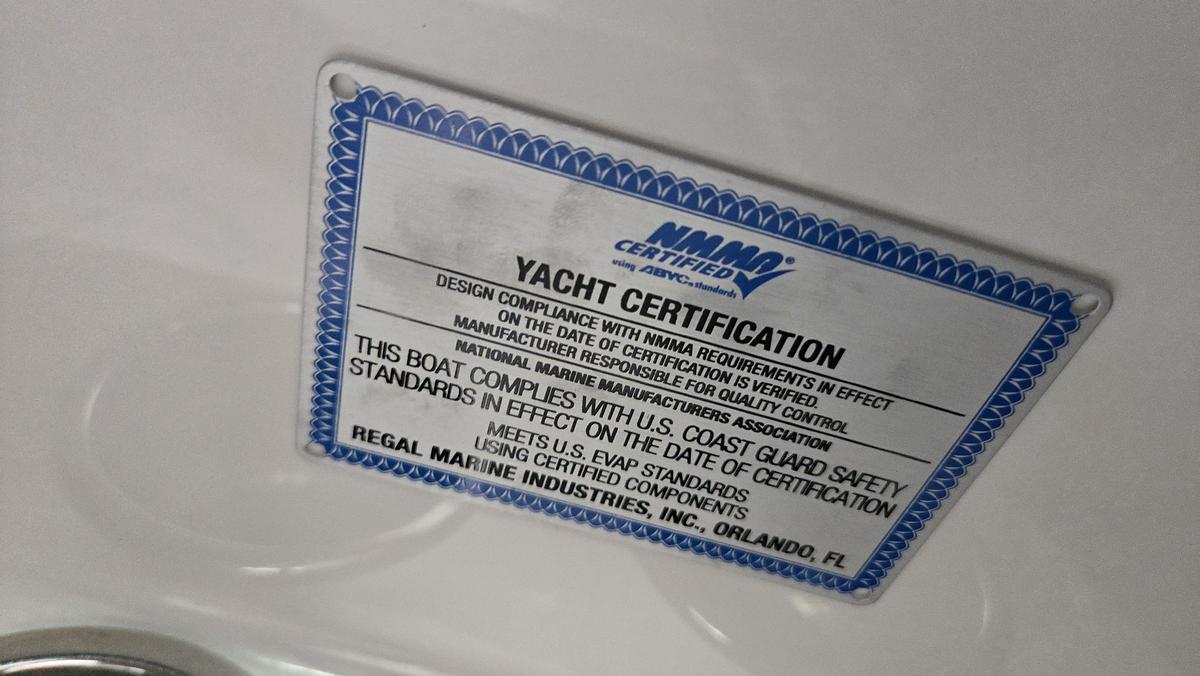 NMMA®
CERTIFIED
using ABYC® standards
YACHT CERTIFICATION
DESIGN COMPLIANCE WITH NMMA REQUIREMENTS IN EFFECT
ON THE DATE OF CERTIFICATION IS VERIFIED.
MANUFACTURER RESPONSIBLE FOR QUALITY CONTROL
NATIONAL MARINE MANUFACTURERS ASSOCIATION
THIS BOAT COMPLIES WITH U.S. COAST GUARD SAFETY
STANDARDS IN EFFECT ON THE DATE OF CERTIFICATION
MEETS U.S. EVAP STANDARDS
USING CERTIFIED COMPONENTS
REGAL MARINE INDUSTRIES, INC., ORLANDO, FL